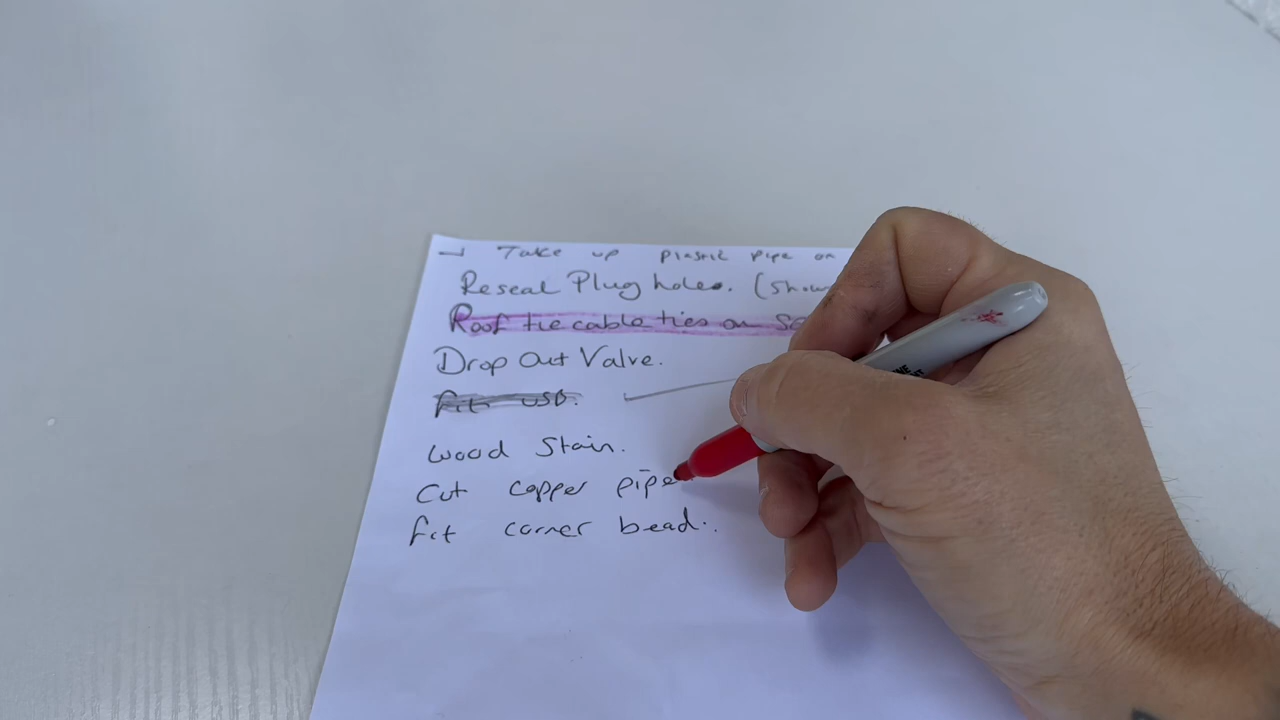 Take up plastic pipe on
Reseal Plug hole. (show
Roof tie cable ties on
Drop Out Valve.
Fit USB.
Wood Stain.
Cut copper pipe
Fit corner bead.